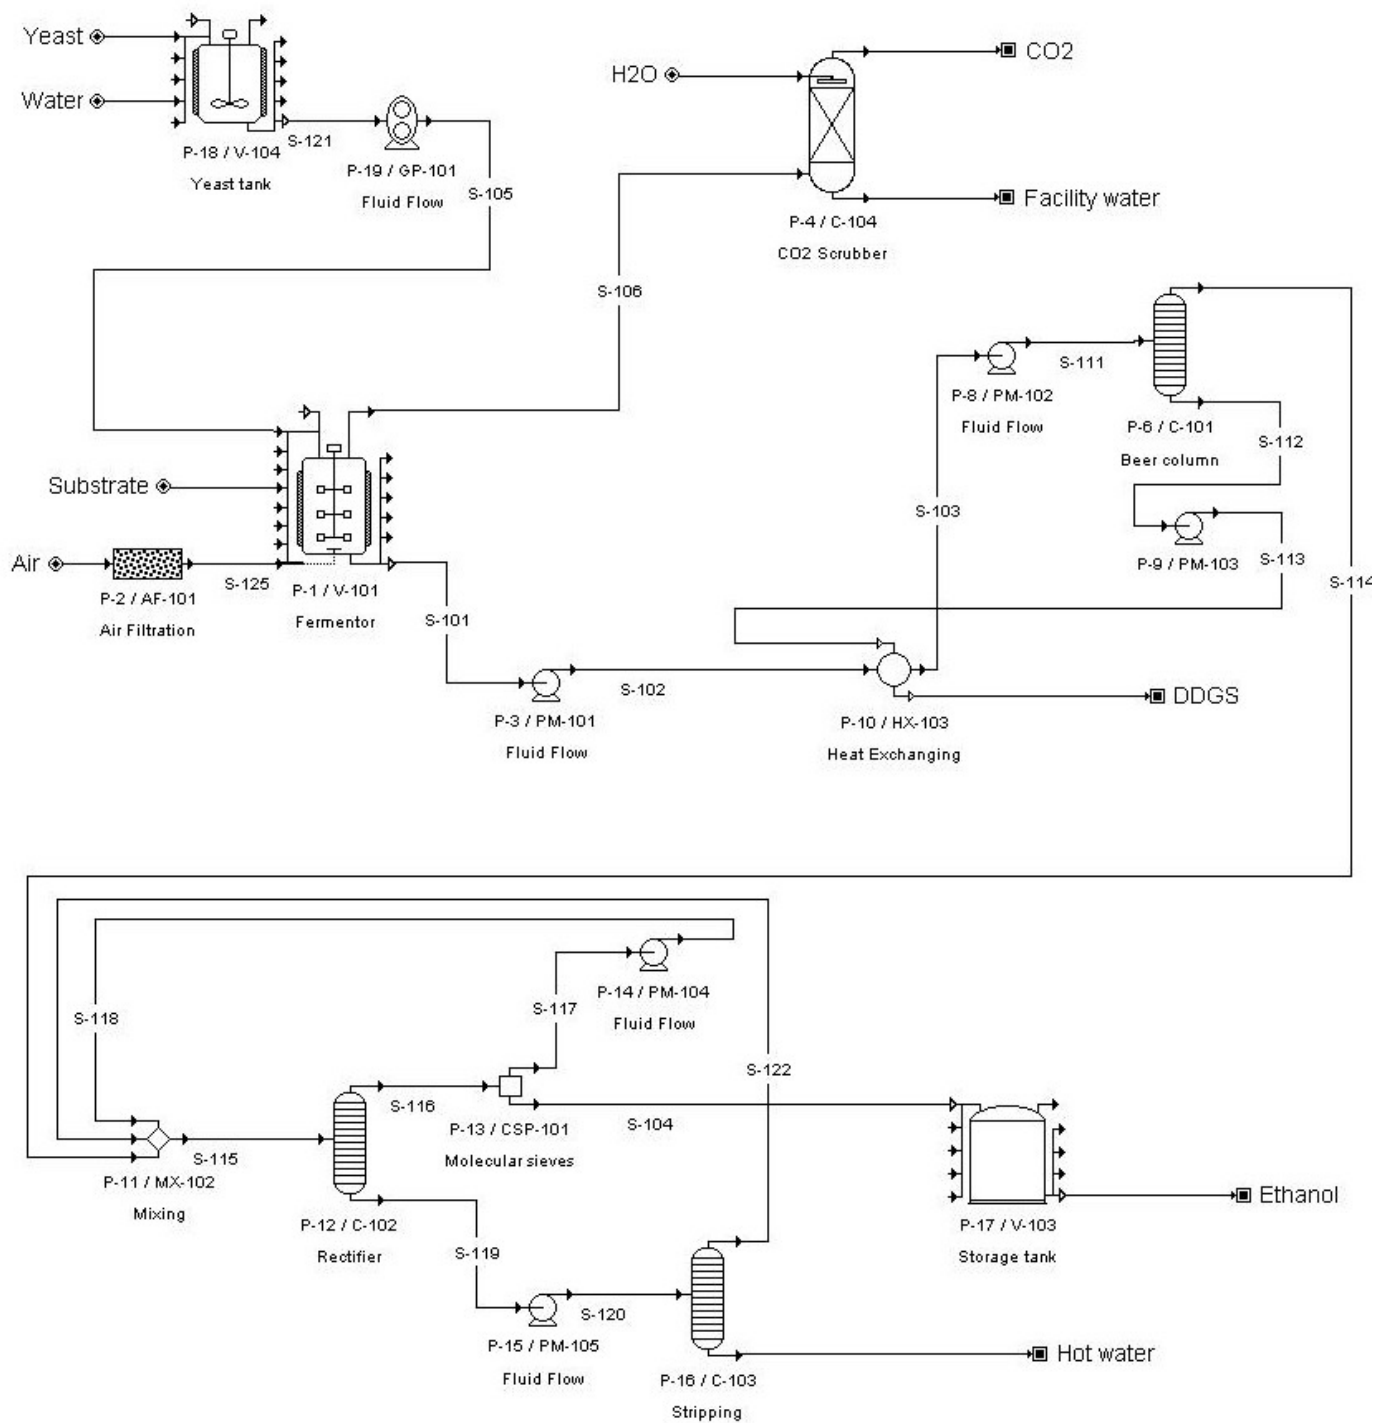 Yeast
Water
S-121
P-18 / V-104
Yeast tank
P-19 / GP-101
Fluid Flow
S-105
H2O
CO2
Facility water
P-4 / C-104
CO2 Scrubber
S-106
S-111
P-8 / PM-102
Fluid Flow
P-6 / C-101
Beer column
S-112
S-103
P-9 / PM-103
S-113
S-114
Substrate
Air
S-125
P-2 / AF-101
Air Filtration
P-1 / V-101
Fermentor
S-101
S-102
P-3 / PM-101
Fluid Flow
P-10 / HX-103
Heat Exchanging
DDGS
S-118
S-117
P-14 / PM-104
Fluid Flow
S-122
S-116
P-13 / CSP-101
Molecular sieves
S-104
S-115
P-11 / MX-102
Mixing
P-12 / C-102
Rectifier
S-119
S-120
P-15 / PM-105
Fluid Flow
P-16 / C-103
Stripping
Ethanol
P-17 / V-103
Storage tank
Hot water